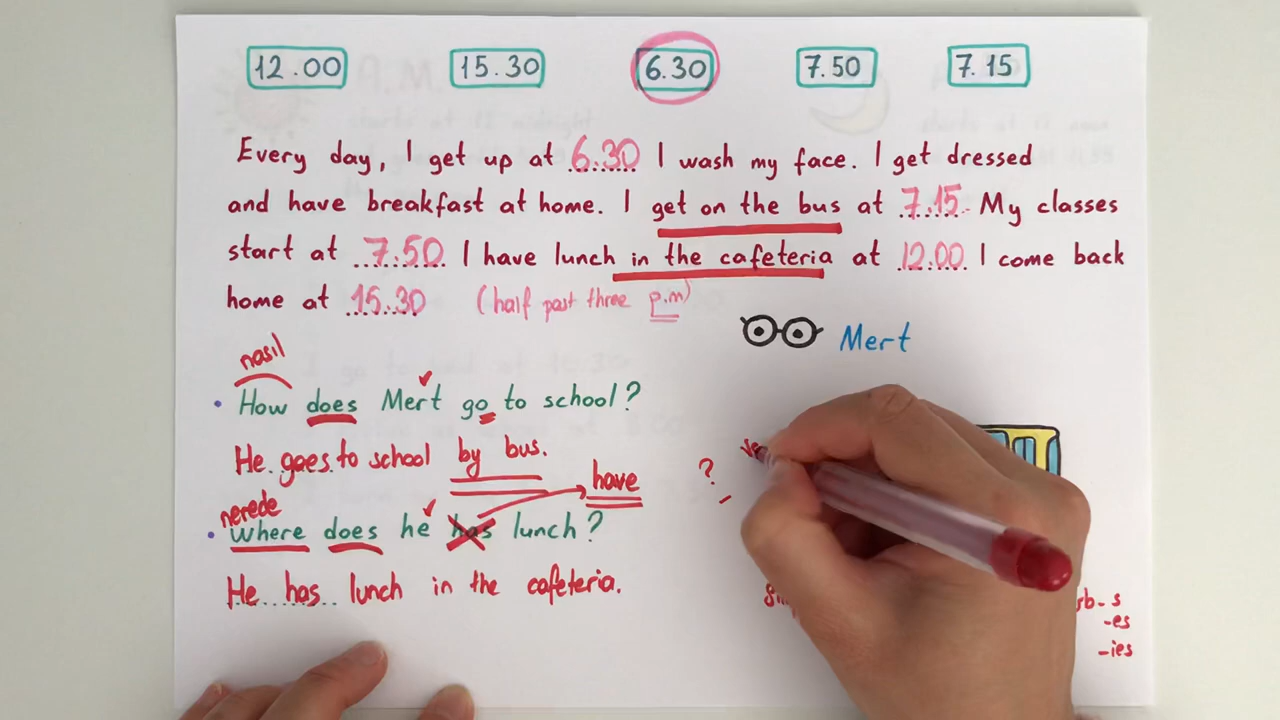 12.00 15.30 6.30 7.50 7.15
Every day, I get up at 6.30 I wash my face. I get dressed
and have breakfast at home. I get on the bus at 7.15. My classes
start at 7.50 I have lunch in the cafeteria at 12.00 I come back
home at 15.30 (half past three p.m)
Mert
nasıl
How does Mert go to school?
He goes to school by bus.
have
nerede
Where does he has lunch?
He has lunch in the cafeteria.
?
-s
-es
-ies